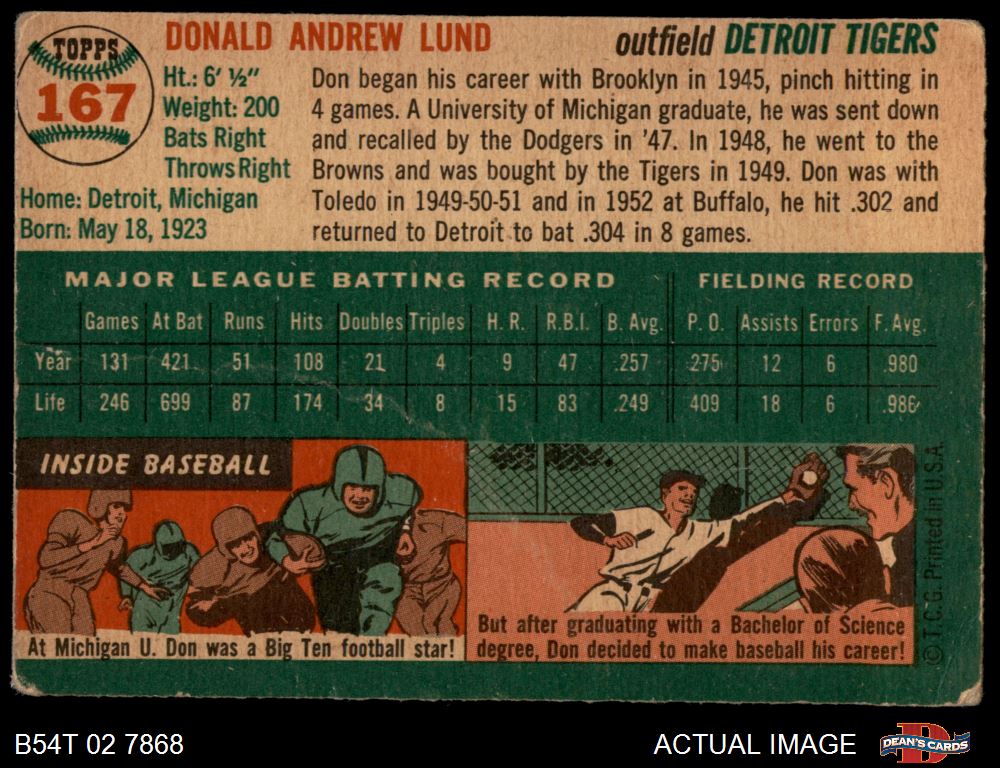 TOPPS
167
DONALD ANDREW LUND
outfield DETROIT TIGERS
Ht.: 6' ½"
Weight: 200
Bats Right
Throws Right
Home: Detroit, Michigan
Born: May 18, 1923
Don began his career with Brooklyn in 1945, pinch hitting in
4 games. A University of Michigan graduate, he was sent down
and recalled by the Dodgers in '47. In 1948, he went to the
Browns and was bought by the Tigers in 1949. Don was with
Toledo in 1949-50-51 and in 1952 at Buffalo, he hit .302 and
returned to Detroit to bat .304 in 8 games.
MAJOR LEAGUE BATTING RECORD FIELDING RECORD
Games At Bat Runs Hits Doubles Triples H. R. R.B.I. B. Avg. P. O. Assists Errors F. Avg.
Year 131 421 51 108 21 4 9 47 .257 275 12 6 .980
Life 246 699 87 174 34 8 15 83 .249 409 18 6 .986
INSIDE BASEBALL
At Michigan U. Don was a Big Ten football star!
But after graduating with a Bachelor of Science
degree, Don decided to make baseball his career!
© T.C.G. Printed in U.S.A.
B54T 02 7868
ACTUAL IMAGE
DEAN'S CARDS